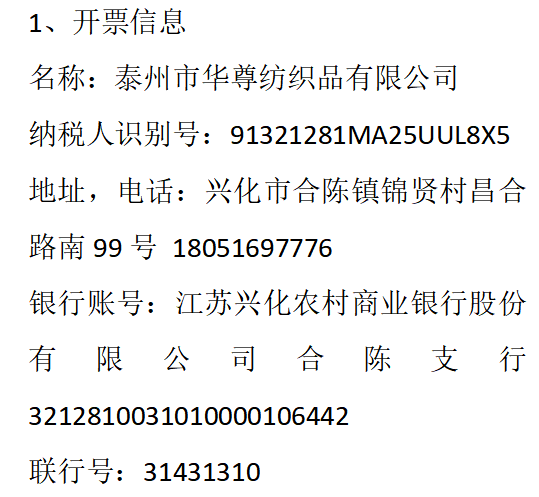 1、开票信息
名称：泰州市华尊纺织品有限公司
纳税人识别号：91321281MA25UUL8X5
地址，电话：兴化市合陈镇锦贤村昌合
路南 99 号 18051697776
银行账号：江苏兴化农村商业银行股份
有限公司合陈支行
3212810031010000106442
联行号：31431310